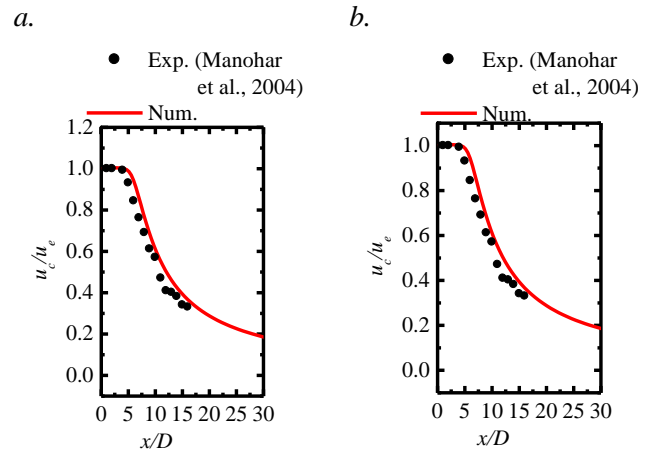 a.
Exp. (Manohar
et al., 2004)
Num.
1.2
1.0
0.8
0.6
0.4
0.2
0.0
u_c/u_e
0 5 10 15 20 25 30
x/D
b.
Exp. (Manohar
et al., 2004)
Num.
1.0
0.8
0.6
0.4
0.2
0.0
u_c/u_e
0 5 10 15 20 25 30
x/D